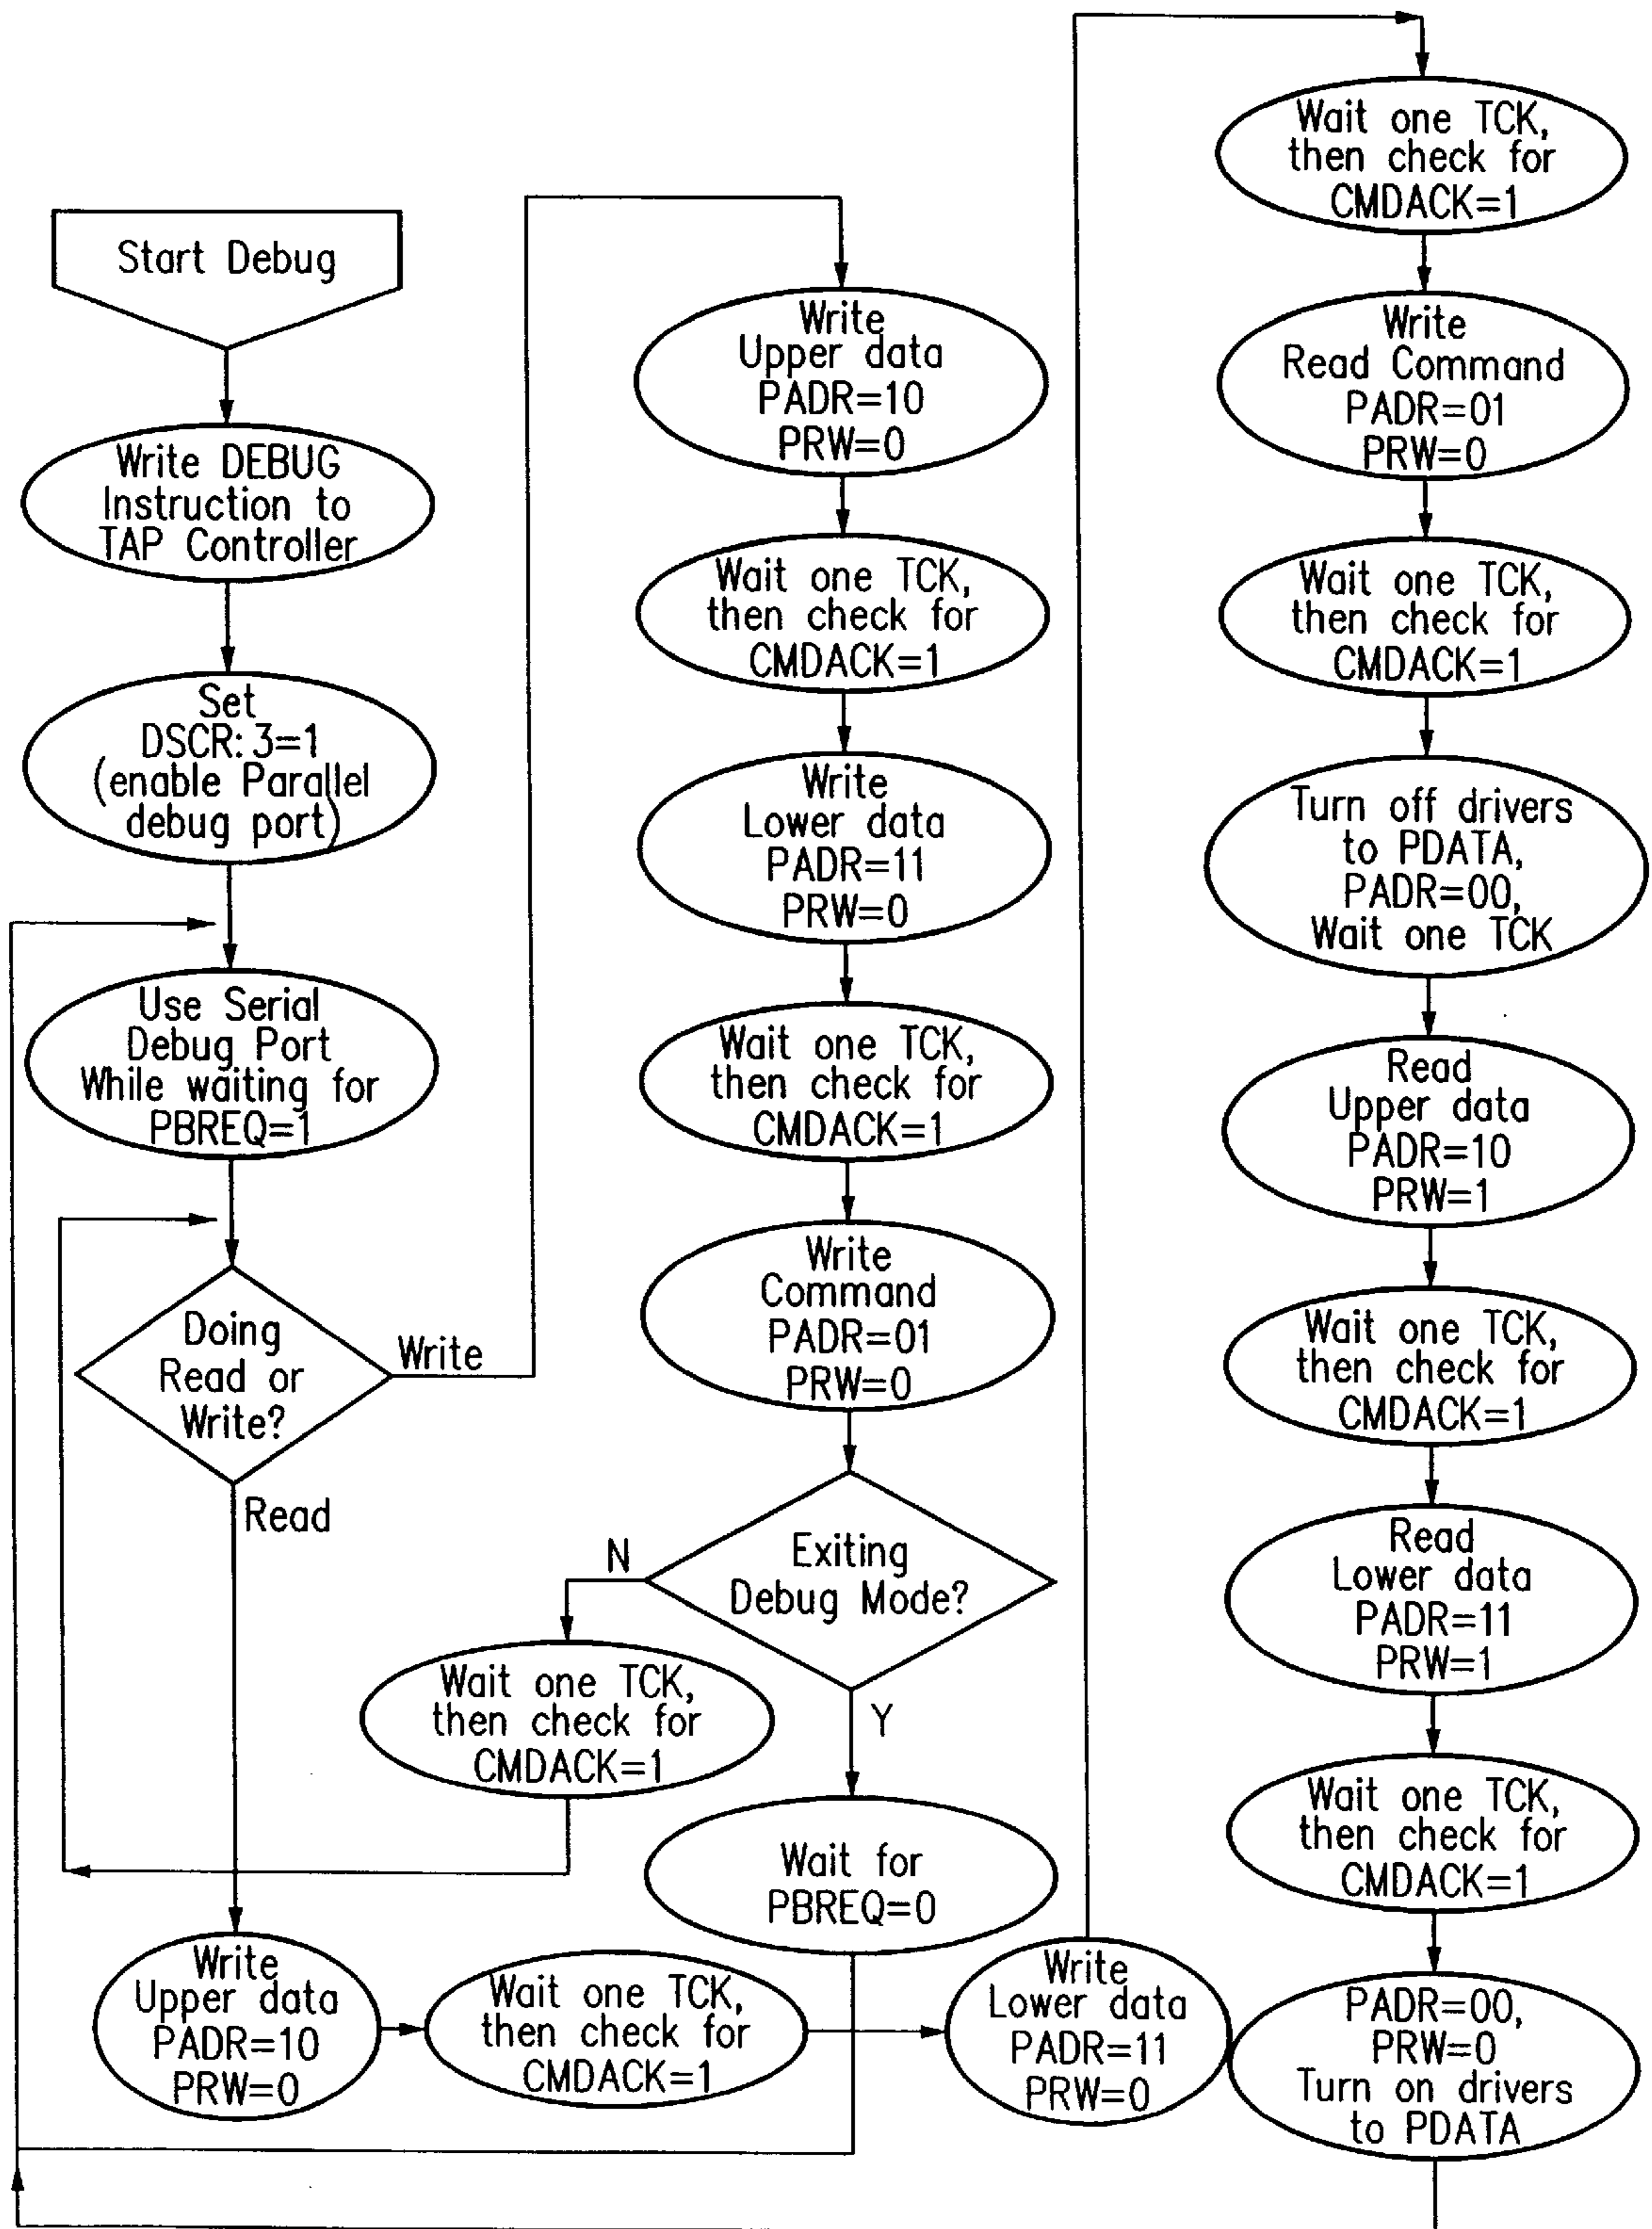 Start Debug
Write DEBUG
Instruction to
TAP Controller
Set
DSCR:3=1
(enable Parallel
debug port)
Use Serial
Debug Port
While waiting for
PBREQ=1
Doing
Read or
Write?
Write
Read
Write
Upper data
PADR=10
PRW=0
Wait one TCK,
then check for
CMDACK=1
Write
Lower data
PADR=11
PRW=0
Wait one TCK,
then check for
CMDACK=1
Write
Command
PADR=01
PRW=0
Exiting
Debug Mode?
N
Y
Wait one TCK,
then check for
CMDACK=1
Wait for
PBREQ=0
Write
Upper data
PADR=10
PRW=0
Wait one TCK,
then check for
CMDACK=1
Write
Lower data
PADR=11
PRW=0
Wait one TCK,
then check for
CMDACK=1
Write
Read Command
PADR=01
PRW=0
Wait one TCK,
then check for
CMDACK=1
Turn off drivers
to PDATA,
PADR=00,
Wait one TCK
Read
Upper data
PADR=10
PRW=1
Wait one TCK,
then check for
CMDACK=1
Read
Lower data
PADR=11
PRW=1
Wait one TCK,
then check for
CMDACK=1
PADR=00,
PRW=0
Turn on drivers
to PDATA